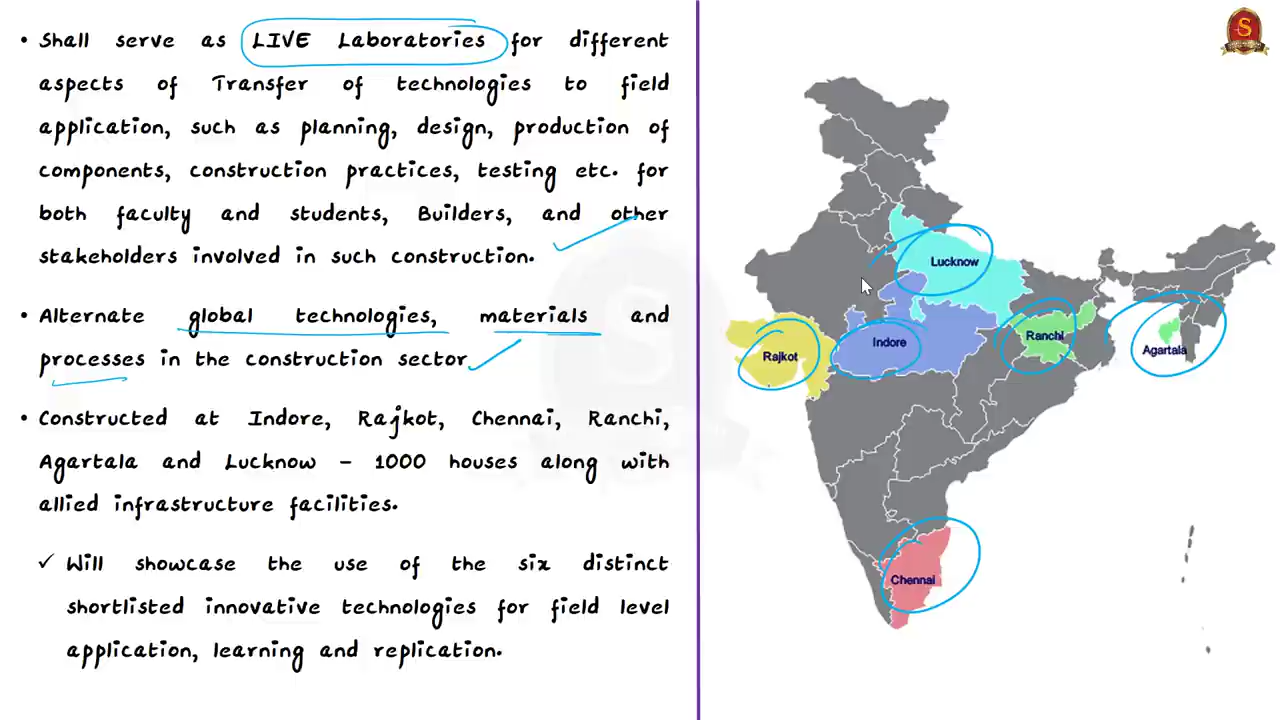 • Shall serve as LIVE Laboratories for different
aspects of Transfer of technologies to field
application, such as planning, design, production of
components, construction practices, testing etc. for
both faculty and students, Builders, and other
stakeholders involved in such construction.
• Alternate global technologies, materials and
processes in the construction sector
• Constructed at Indore, Rajkot, Chennai, Ranchi,
Agartala and Lucknow – 1000 houses along with
allied infrastructure facilities.
✓ Will showcase the use of the six distinct
shortlisted innovative technologies for field level
application, learning and replication.
S
Lucknow
Rajkot
Indore
Ranchi
Agartala
Chennai